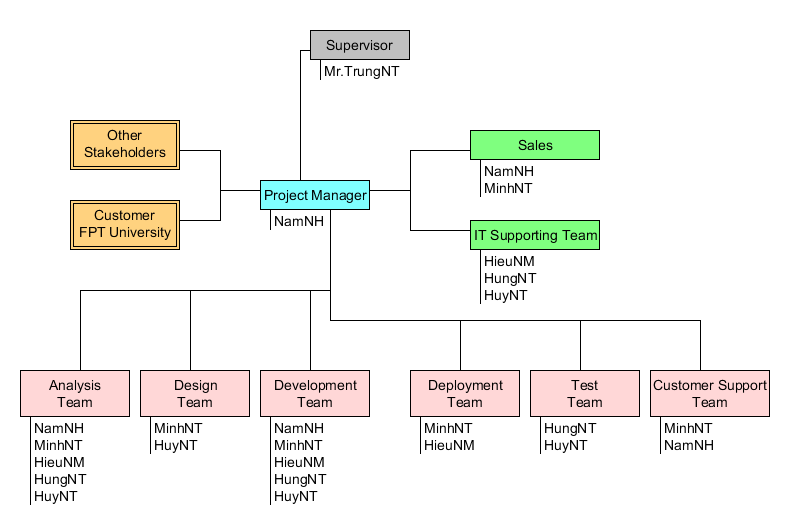 Supervisor
Mr.TrungNT
Other
Stakeholders
Customer
FPT University
Project Manager
NamNH
Sales
NamNH
MinhNT
IT Supporting Team
HieuNM
HungNT
HuyNT
Analysis
Team
NamNH
MinhNT
HieuNM
HungNT
HuyNT
Design
Team
MinhNT
HuyNT
Development
Team
NamNH
MinhNT
HieuNM
HungNT
HuyNT
Deployment
Team
MinhNT
HieuNM
Test
Team
HungNT
HuyNT
Customer Support
Team
MinhNT
NamNH